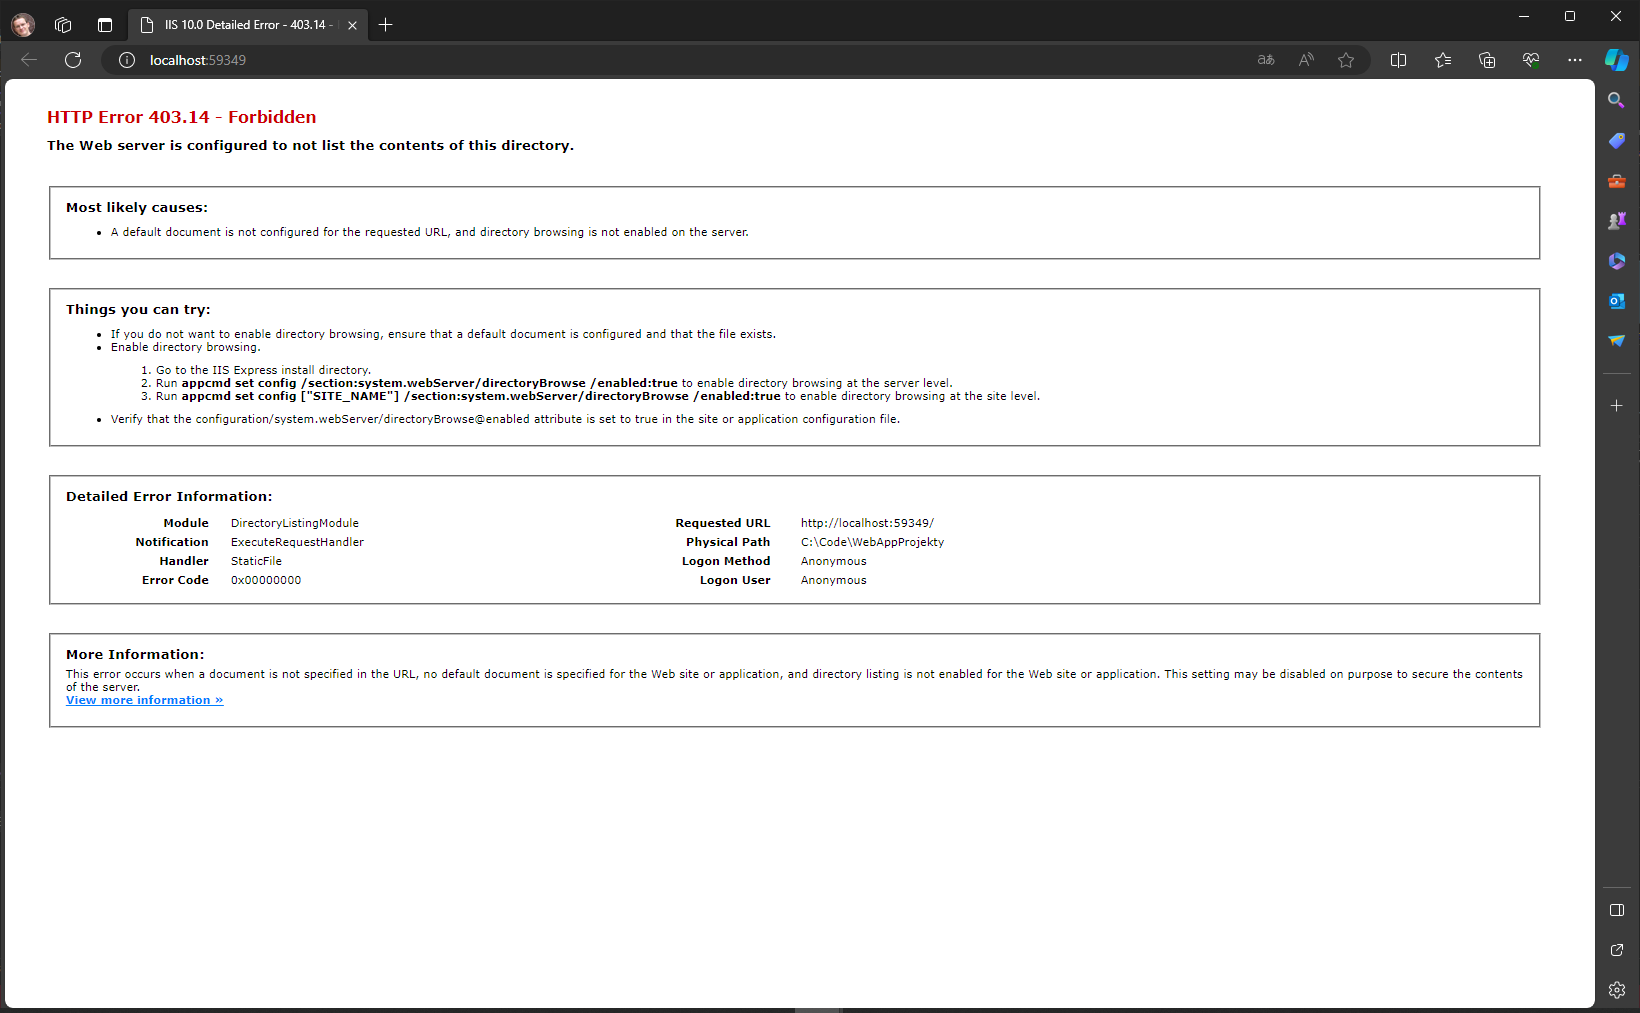 IIS 10.0 Detailed Error - 403.14 -
localhost:59349
HTTP Error 403.14 - Forbidden
The Web server is configured to not list the contents of this directory.
Most likely causes:
• A default document is not configured for the requested URL, and directory browsing is not enabled on the server.
Things you can try:
• If you do not want to enable directory browsing, ensure that a default document is configured and that the file exists.
• Enable directory browsing.
1. Go to the IIS Express install directory.
2. Run appcmd set config /section:system.webServer/directoryBrowse /enabled:true to enable directory browsing at the server level.
3. Run appcmd set config ["SITE_NAME"] /section:system.webServer/directoryBrowse /enabled:true to enable directory browsing at the site level.
• Verify that the configuration/system.webServer/directoryBrowse@enabled attribute is set to true in the site or application configuration file.
Detailed Error Information:
Module DirectoryListingModule
Notification ExecuteRequestHandler
Handler StaticFile
Error Code 0x00000000
Requested URL http://localhost:59349/
Physical Path C:\Code\WebAppProjekty
Logon Method Anonymous
Logon User Anonymous
More Information:
This error occurs when a document is not specified in the URL, no default document is specified for the Web site or application, and directory listing is not enabled for the Web site or application. This setting may be disabled on purpose to secure the contents
of the server.
View more information »